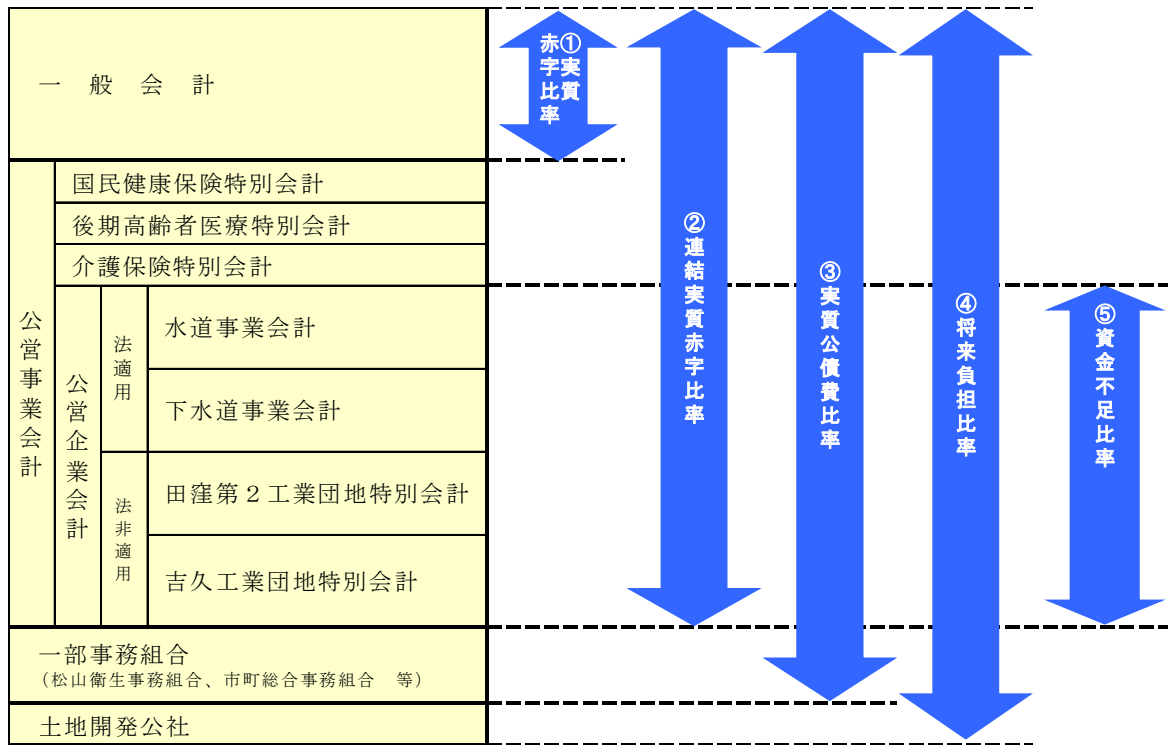 一般会計
公営事業会計
国民健康保険特別会計
後期高齢者医療特別会計
介護保険特別会計
公営企業会計
法適用
水道事業会計
下水道事業会計
法非適用
田窪第２工業団地特別会計
吉久工業団地特別会計
一部事務組合
（松山衛生事務組合、市町総合事務組合　等）
土地開発公社
①実質
赤字比率
②連結実質赤字比率
③実質公債費比率
④将来負担比率
⑤資金不足比率